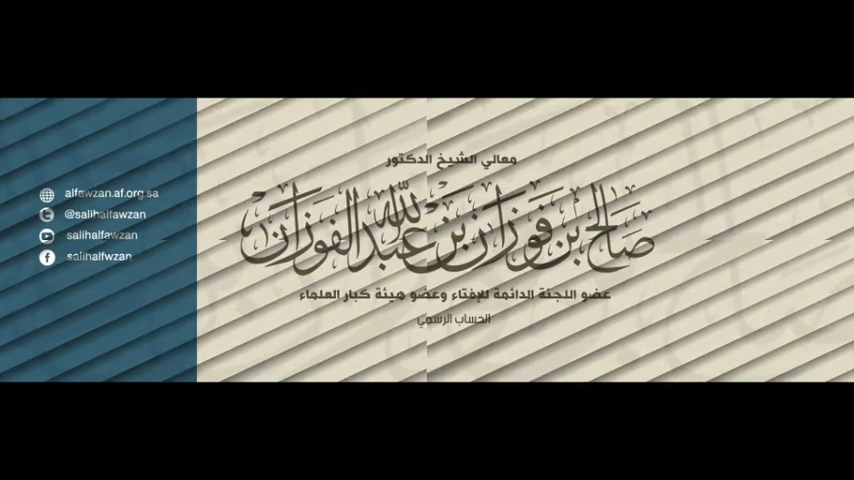 معالي الشيخ الدكتور
صالح بن فوزان بن عبدالله الفوزان
عضو اللجنة الدائمة للإفتاء وعضو هيئة كبار العلماء
الحساب الرسمي
alfawzan.af.org.sa
@salihalfawzan
salihalfawzan
salihalfwzan